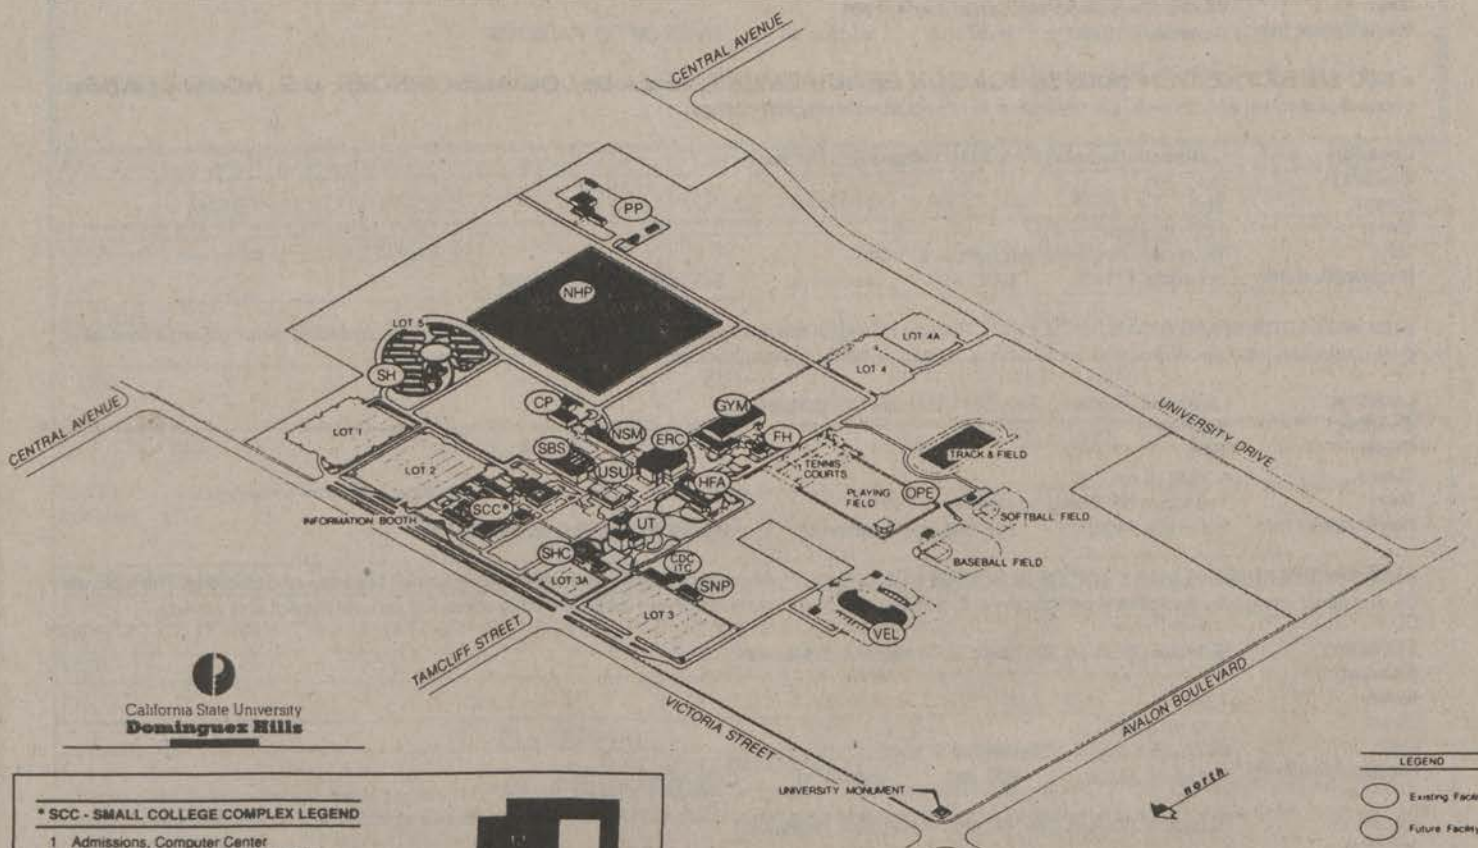 CENTRAL AVENUE
PP
NHP
LOT 5
SH
LOT 4A
LOT 4
CP
GYM
NSM
ERC
FH
CENTRAL AVENUE
LOT 1
LOT 2
SBS
USU
HFA
TENNIS
COURTS
TRACK & FIELD
UNIVERSITY DRIVE
PLAYING
FIELD
OPE
SOFTBALL FIELD
SCC*
INFORMATION BOOTH
UT
SHC
LOT 3A
CDC
ITC
SNP
BASEBALL FIELD
LOT 3
VEL
TAMCLIFF STREET
VICTORIA STREET
AVALON BOULEVARD
California State University
Dominguez Hills
UNIVERSITY MONUMENT
north
LEGEND
Existing
Future
* SCC - SMALL COLLEGE COMPLEX LEGEND
1 Admissions, Computer Center